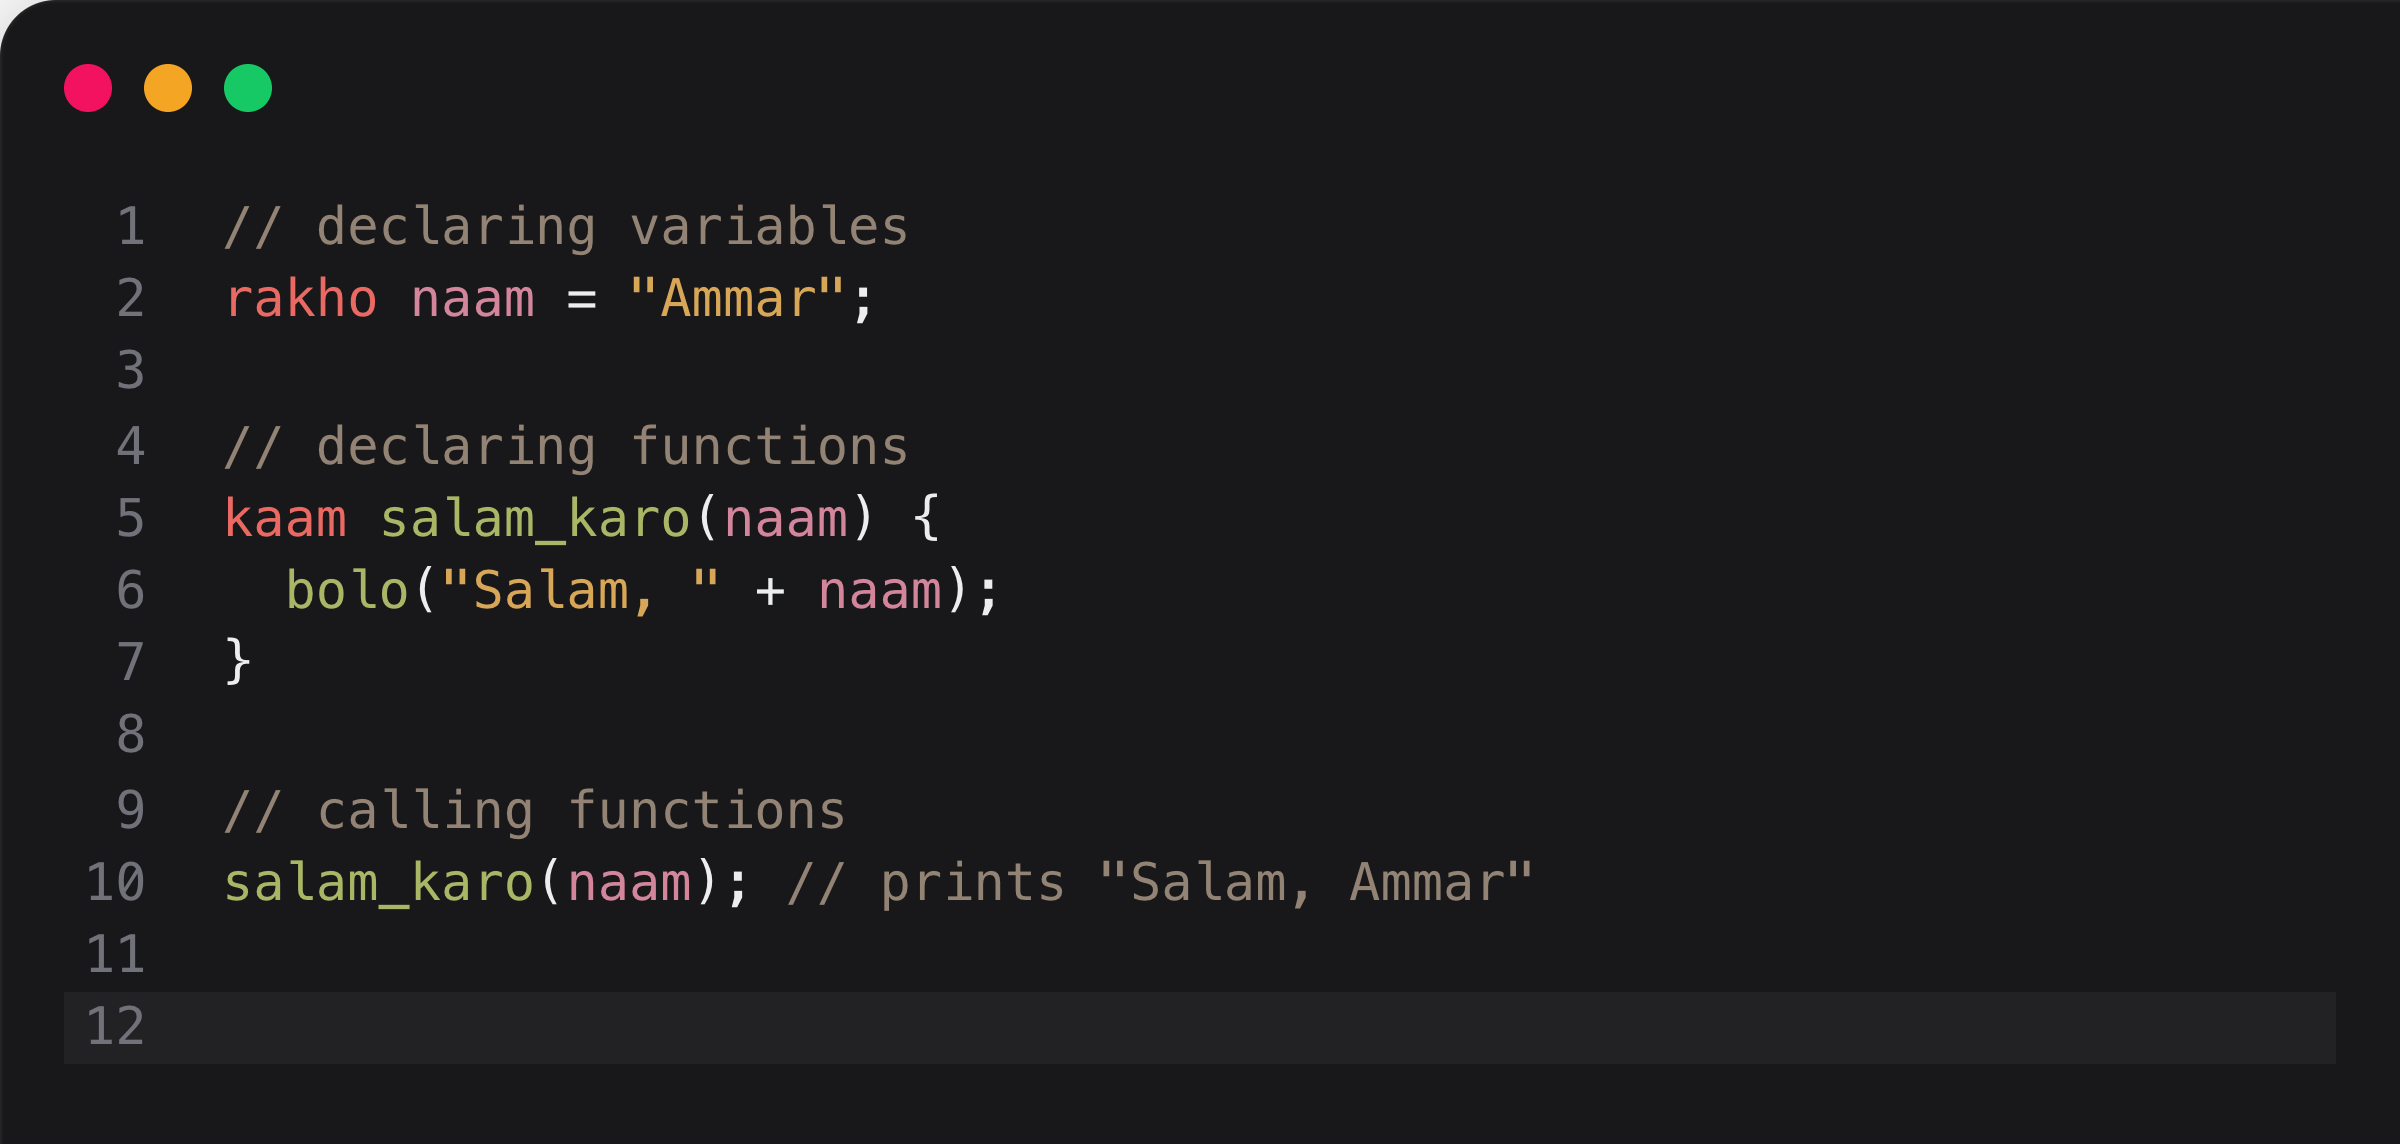 1 // declaring variables
2 rakho naam = "Ammar";
3
4 // declaring functions
5 kaam salam_karo(naam) {
6   bolo("Salam, " + naam);
7 }
8
9 // calling functions
10 salam_karo(naam); // prints "Salam, Ammar"
11
12